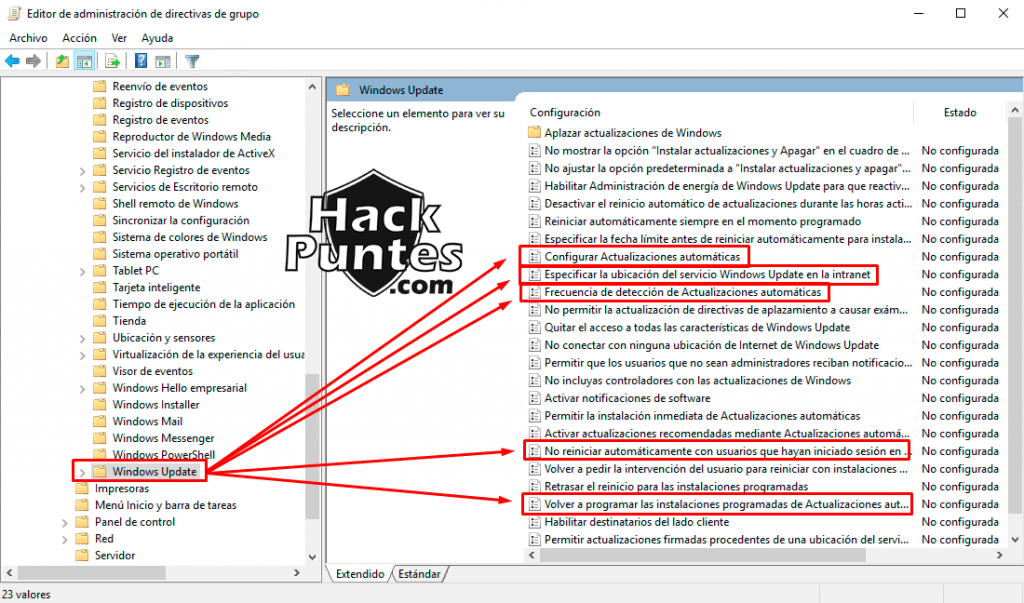 Editor de administración de directivas de grupo
Archivo Acción Ver Ayuda
Reenvío de eventos
Registro de dispositivos
Registro de eventos
Reproductor de Windows Media
Servicio del instalador de ActiveX
Servicio Registro de eventos
Servicios de Escritorio remoto
Shell remoto de Windows
Sincronizar la configuración
Sistema de colores de Windows
Sistema operativo portátil
Tablet PC
Tarjeta inteligente
Tiempo de ejecución de la aplicación
Tienda
Ubicación y sensores
Virtualización de la experiencia del usua
Visor de eventos
Windows Hello empresarial
Windows Installer
Windows Mail
Windows Messenger
Windows PowerShell
Windows Update
Impresoras
Menú Inicio y barra de tareas
Panel de control
Red
Servidor
Windows Update
Seleccione un elemento para ver su
descripción.
Hack
Puntes
.com
Configuración Estado
Aplazar actualizaciones de Windows
No mostrar la opción "Instalar actualizaciones y Apagar" en el cuadro de ... No configurada
No ajustar la opción predeterminada a "Instalar actualizaciones y apagar"... No configurada
Habilitar Administración de energía de Windows Update para que reactiv... No configurada
Desactivar el reinicio automático de actualizaciones durante las horas acti... No configurada
Reiniciar automáticamente siempre en el momento programado No configurada
Especificar la fecha límite antes de reiniciar automáticamente para instala... No configurada
Configurar Actualizaciones automáticas No configurada
Especificar la ubicación del servicio Windows Update en la intranet No configurada
Frecuencia de detección de Actualizaciones automáticas No configurada
No permitir la actualización de directivas de aplazamiento a causar exám... No configurada
Quitar el acceso a todas las características de Windows Update No configurada
No conectar con ninguna ubicación de Internet de Windows Update No configurada
Permitir que los usuarios que no sean administradores reciban notificacio... No configurada
No incluyas controladores con las actualizaciones de Windows No configurada
Activar notificaciones de software No configurada
Permitir la instalación inmediata de Actualizaciones automáticas No configurada
Activar actualizaciones recomendadas mediante Actualizaciones automá... No configurada
No reiniciar automáticamente con usuarios que hayan iniciado sesión en ... No configurada
Volver a pedir la intervención del usuario para reiniciar con instalaciones ... No configurada
Retrasar el reinicio para las instalaciones programadas No configurada
Volver a programar las instalaciones programadas de Actualizaciones aut... No configurada
Habilitar destinatarios del lado cliente No configurada
Permitir actualizaciones firmadas procedentes de una ubicación del servi... No configurada
Extendido Estándar
23 valores